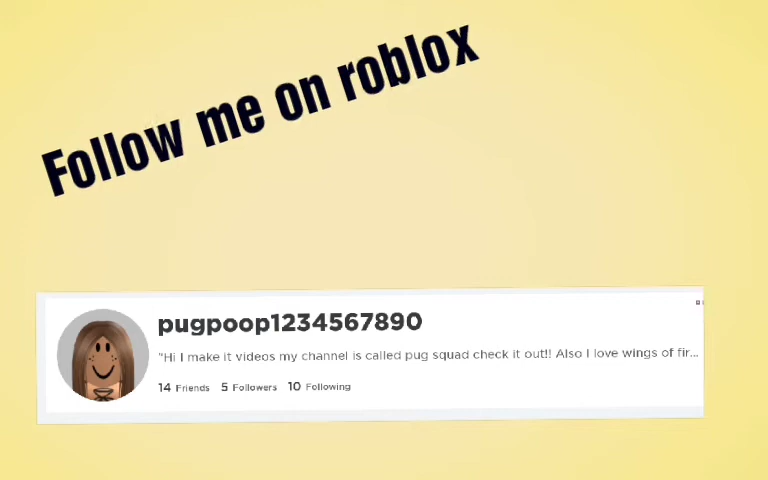 Follow me on roblox
pugpoop1234567890
"Hi I make it videos my channel is called pug squad check it out!! Also I love wings of fir...
14 Friends 5 Followers 10 Following